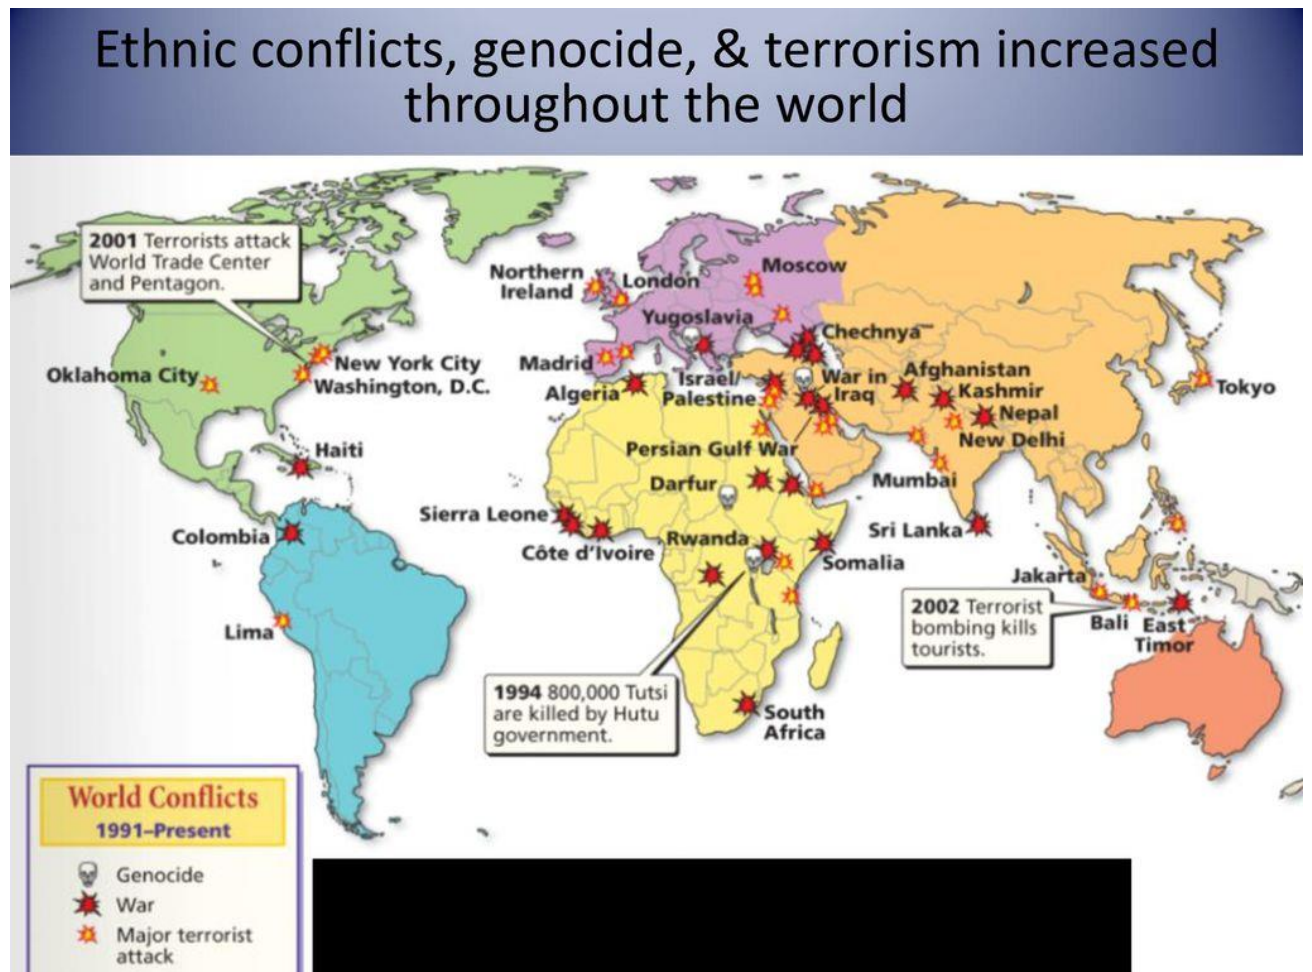 Ethnic conflicts, genocide, & terrorism increased
throughout the world
2001 Terrorists attack
World Trade Center
and Pentagon.
Northern
Ireland
London
Moscow
Yugoslavia
Chechnya
Oklahoma City
New York City
Washington, D.C.
Madrid
Algeria
Israel/
Palestine
War in
Iraq
Afghanistan
Kashmir
Nepal
New Delhi
Tokyo
Haiti
Persian Gulf War
Darfur
Mumbai
Colombia
Sierra Leone
Côte d'Ivoire
Rwanda
Somalia
Sri Lanka
Jakarta
Lima
2002 Terrorist
bombing kills
tourists.
Bali
East
Timor
1994 800,000 Tutsi
are killed by Hutu
government.
South
Africa
World Conflicts
1991–Present
Genocide
War
Major terrorist
attack